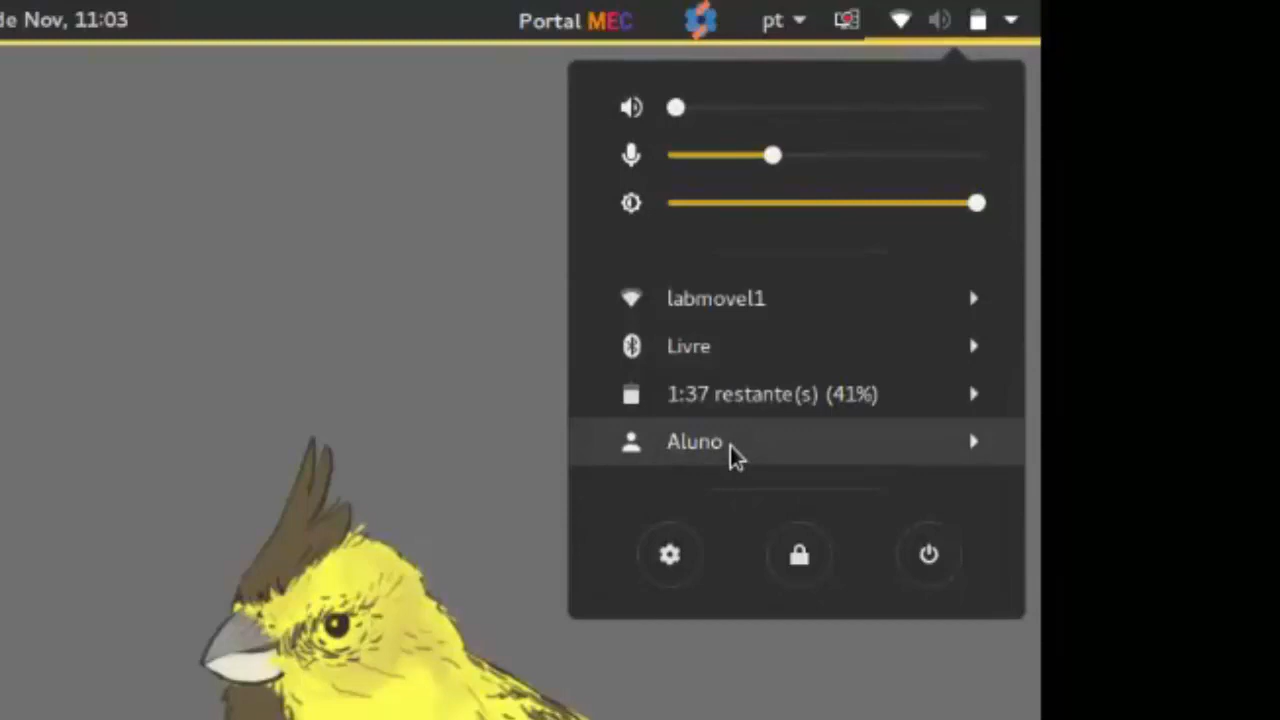 de Nov, 11:03
Portal MEC
pt
labmovel1
Livre
1:37 restante(s) (41%)
Aluno